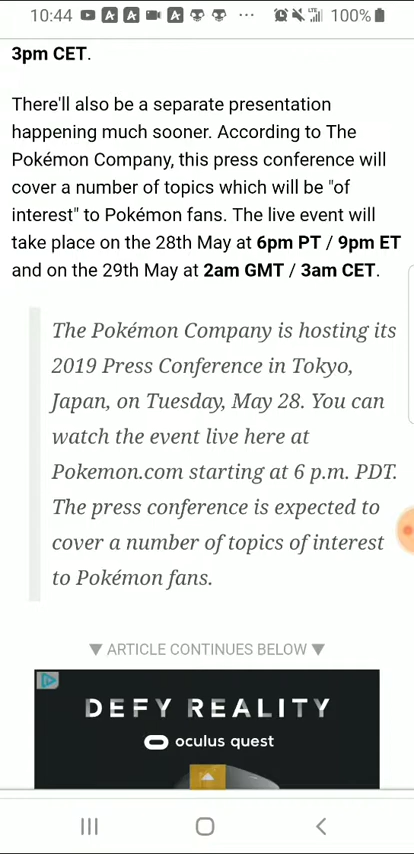 10:44 100%
3pm CET.
There'll also be a separate presentation
happening much sooner. According to The
Pokémon Company, this press conference will
cover a number of topics which will be "of
interest" to Pokémon fans. The live event will
take place on the 28th May at 6pm PT / 9pm ET
and on the 29th May at 2am GMT / 3am CET.
The Pokémon Company is hosting its
2019 Press Conference in Tokyo,
Japan, on Tuesday, May 28. You can
watch the event live here at
Pokemon.com starting at 6 p.m. PDT.
The press conference is expected to
cover a number of topics of interest
to Pokémon fans.
▼ ARTICLE CONTINUES BELOW ▼
DEFY REALITY
oculus quest